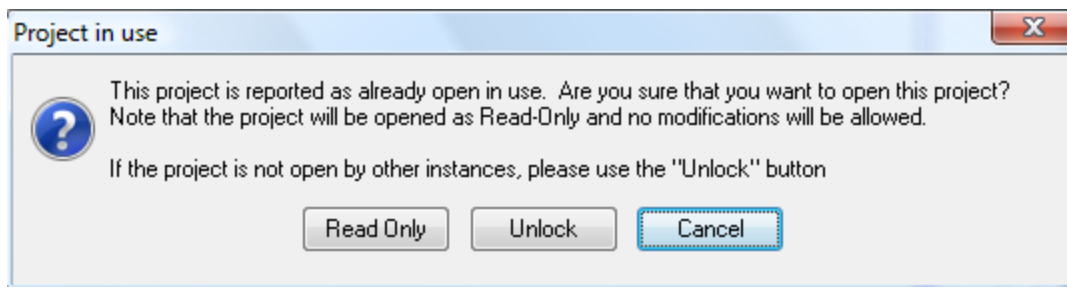 Project in use
This project is reported as already open in use. Are you sure that you want to open this project?
Note that the project will be opened as Read-Only and no modifications will be allowed.
If the project is not open by other instances, please use the "Unlock" button
Read Only Unlock Cancel